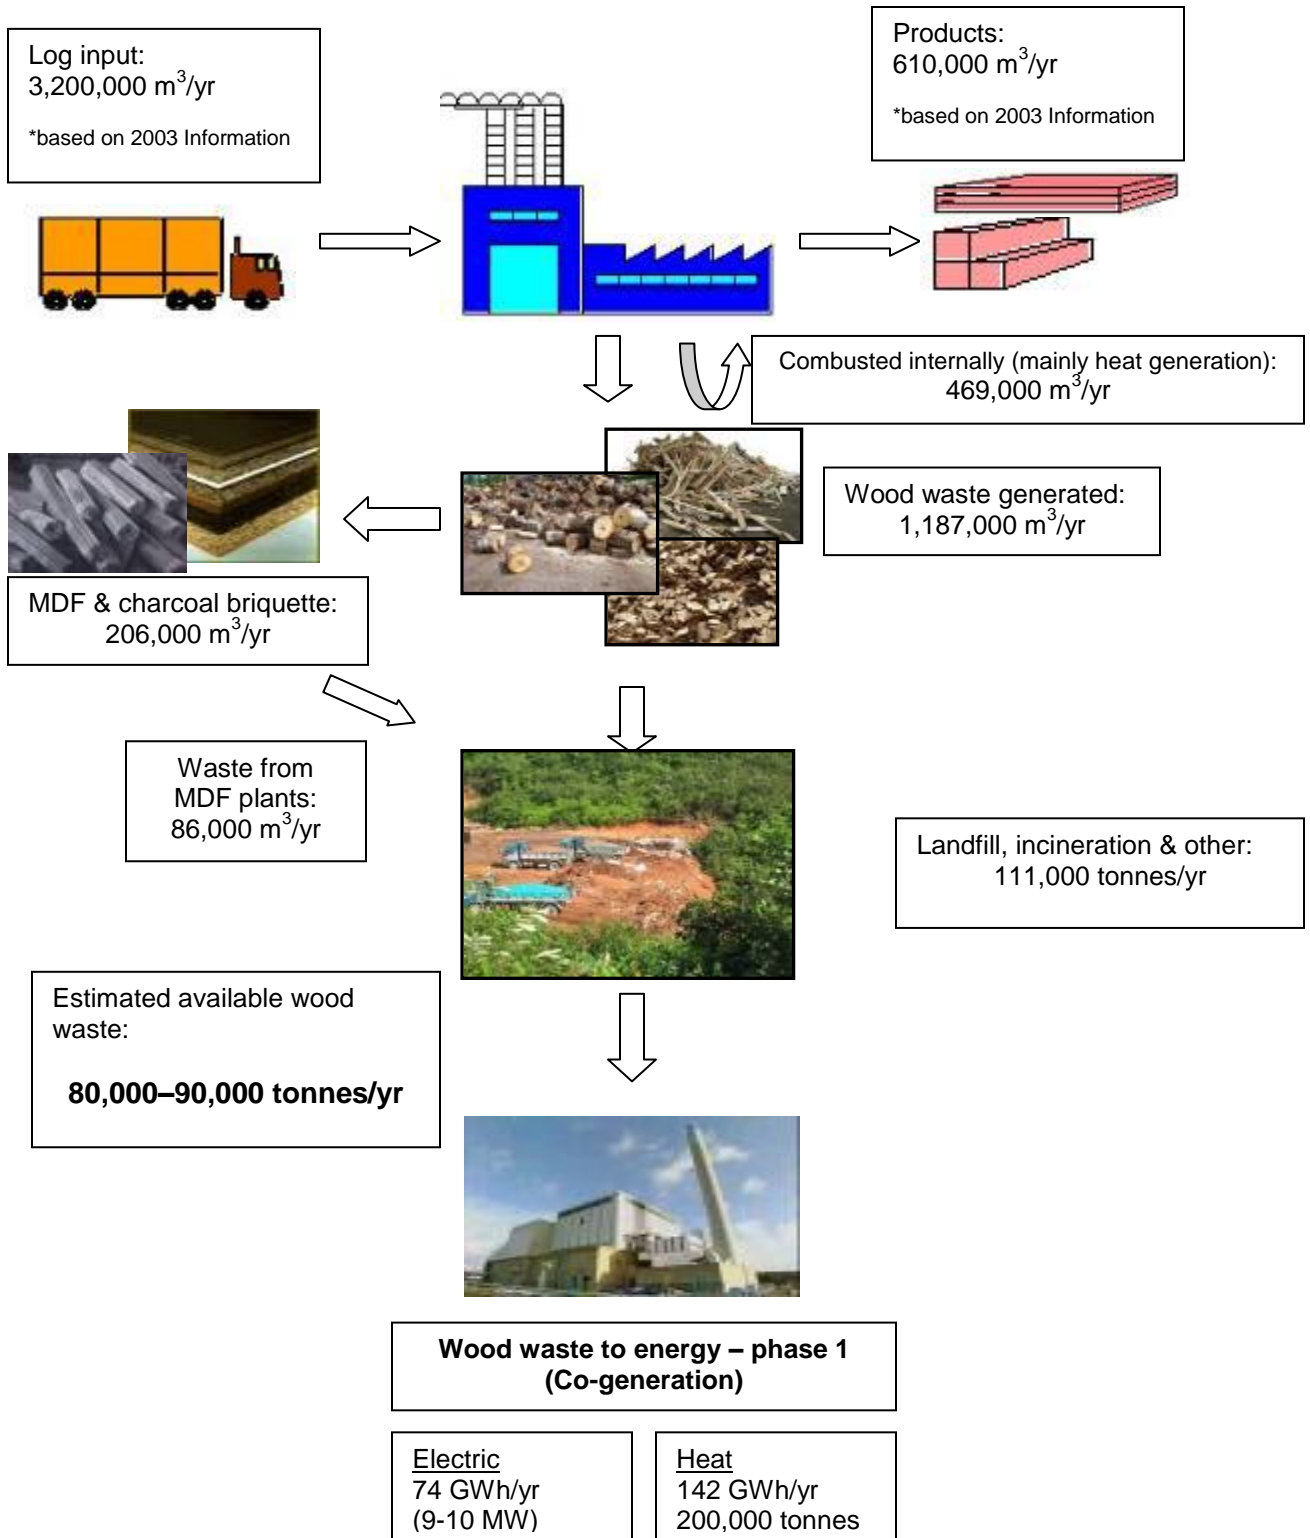 Log input:
3,200,000 m³/yr
*based on 2003 Information
Products:
610,000 m³/yr
*based on 2003 Information
Combusted internally (mainly heat generation):
469,000 m³/yr
Wood waste generated:
1,187,000 m³/yr
MDF & charcoal briquette:
206,000 m³/yr
Waste from
MDF plants:
86,000 m³/yr
Landfill, incineration & other:
111,000 tonnes/yr
Estimated available wood
waste:
80,000–90,000 tonnes/yr
Wood waste to energy – phase 1
(Co-generation)
Electric
74 GWh/yr
(9-10 MW)
Heat
142 GWh/yr
200,000 tonnes